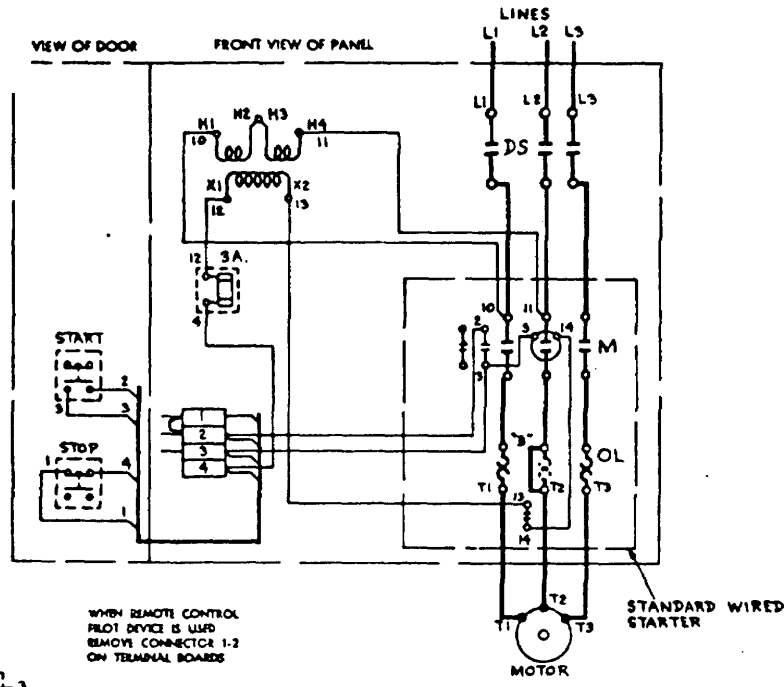 LINES
L1 L2 L3
VIEW OF DOOR
FRONT VIEW OF PANEL
L1 L2 L3
H1 H2 H3 H4
10 11
DS
X1 X2
12 13
12 3A.
4
START
2
3 3
STOP
1 4
1
1
2
3
4
10 11
2 3 14 M
3
"B" OL
T1 T2 T3
13
14
T2
T1 T3
MOTOR
STANDARD WIRED
STARTER
WHEN REMOTE CONTROL
PILOT DEVICE IS USED
REMOVE CONNECTOR 1-2
ON TERMINAL BOARDS